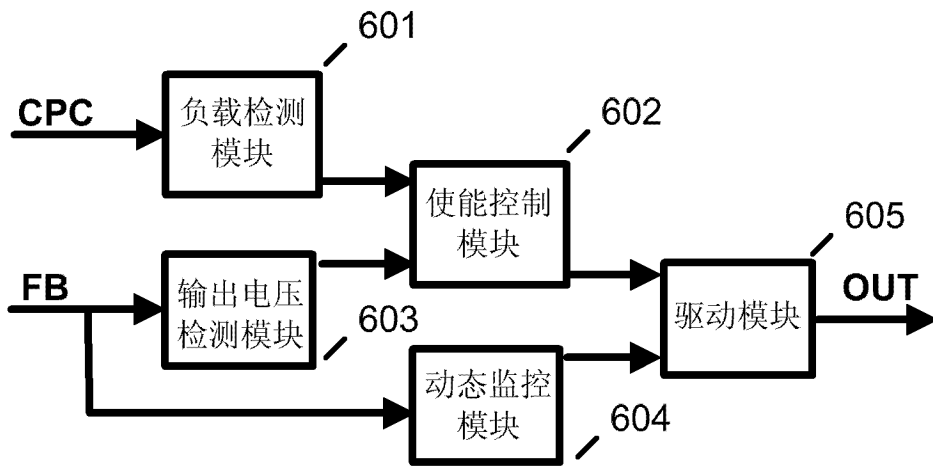 601
CPC
负载检测
模块
602
使能控制
模块
605
FB
输出电压
检测模块
603
驱动模块
OUT
动态监控
模块
604